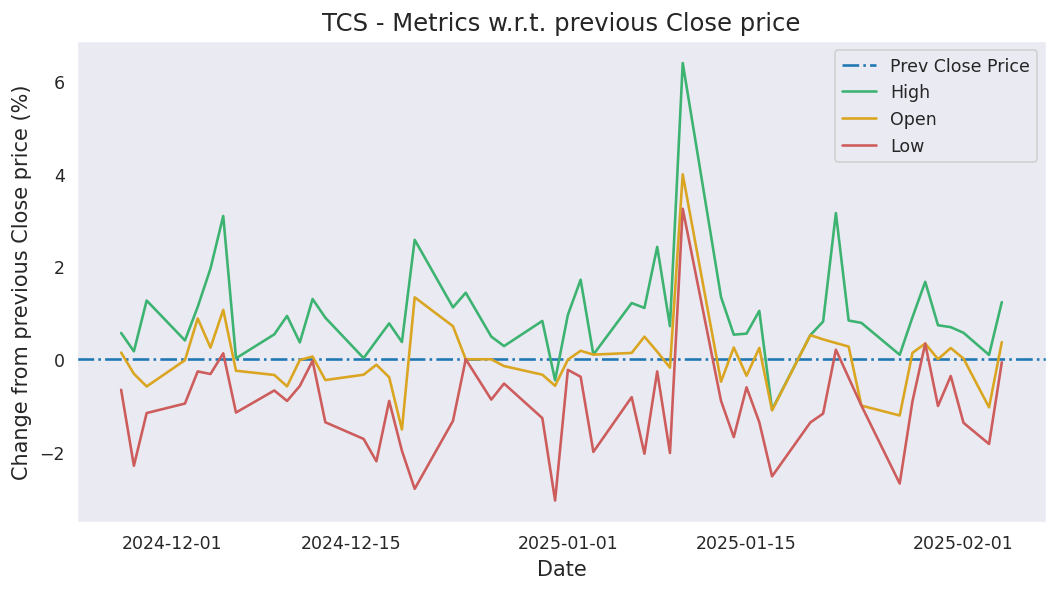 TCS - Metrics w.r.t. previous Close price
Change from previous Close price (%)
6
4
2
0
−2
Prev Close Price
High
Open
Low
2024-12-01
2024-12-15
2025-01-01
2025-01-15
2025-02-01
Date